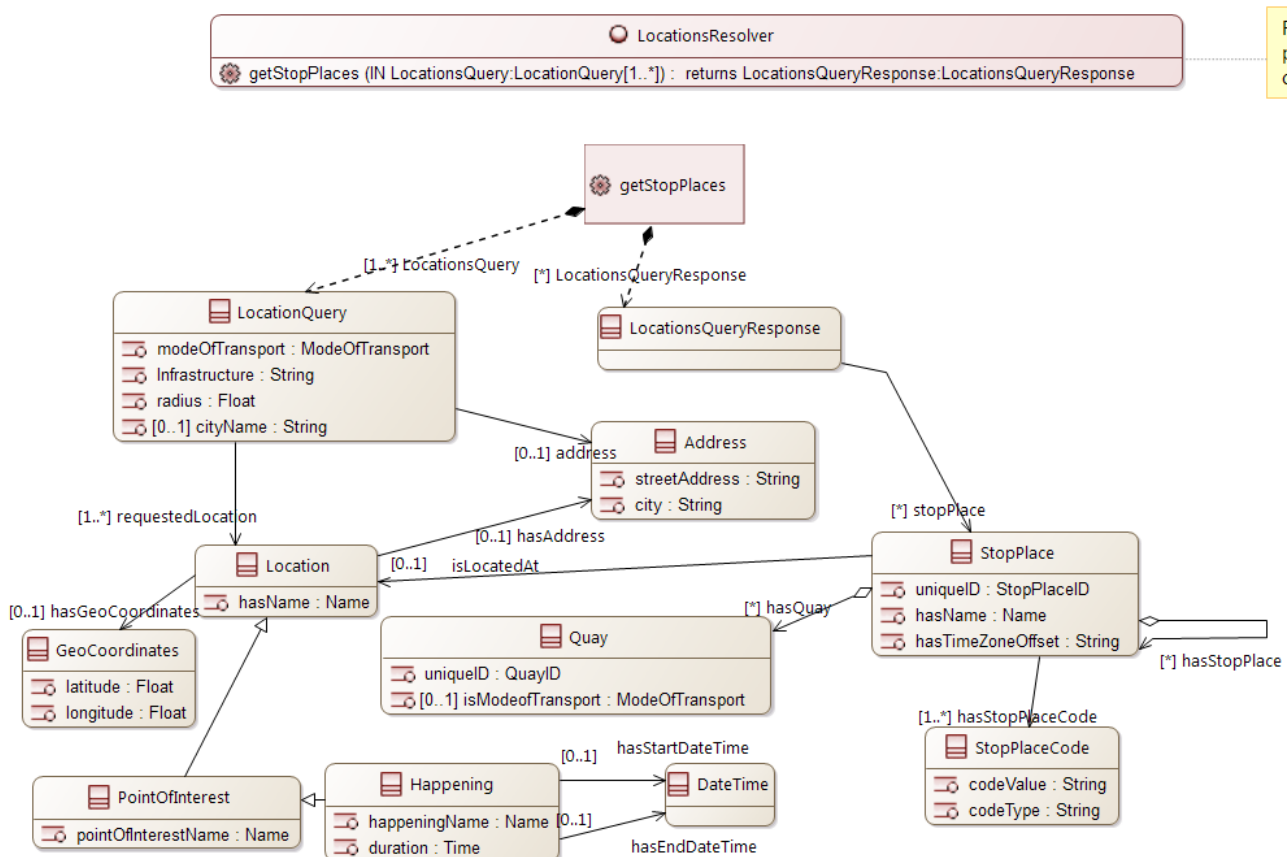 LocationsResolver
getStopPlaces (IN LocationsQuery:LocationQuery[1..*]) : returns LocationsQueryResponse:LocationsQueryResponse
getStopPlaces
[1..*] LocationsQuery
[*] LocationsQueryResponse
LocationQuery
modeOfTransport : ModeOfTransport
Infrastructure : String
radius : Float
[0..1] cityName : String
LocationsQueryResponse
[0..1] address
Address
streetAddress : String
city : String
[1..*] requestedLocation
[0..1] hasAddress
[*] stopPlace
Location
hasName : Name
[0..1]
isLocatedAt
StopPlace
uniqueID : StopPlaceID
hasName : Name
hasTimeZoneOffset : String
[0..1] hasGeoCoordinates
GeoCoordinates
latitude : Float
longitude : Float
[*] hasQuay
Quay
uniqueID : QuayID
[0..1] isModeofTransport : ModeOfTransport
[*] hasStopPlace
[1..*] hasStopPlaceCode
StopPlaceCode
codeValue : String
codeType : String
PointOfInterest
pointOfInterestName : Name
Happening
happeningName : Name
duration : Time
[0..1]
hasStartDateTime
DateTime
[0..1]
hasEndDateTime